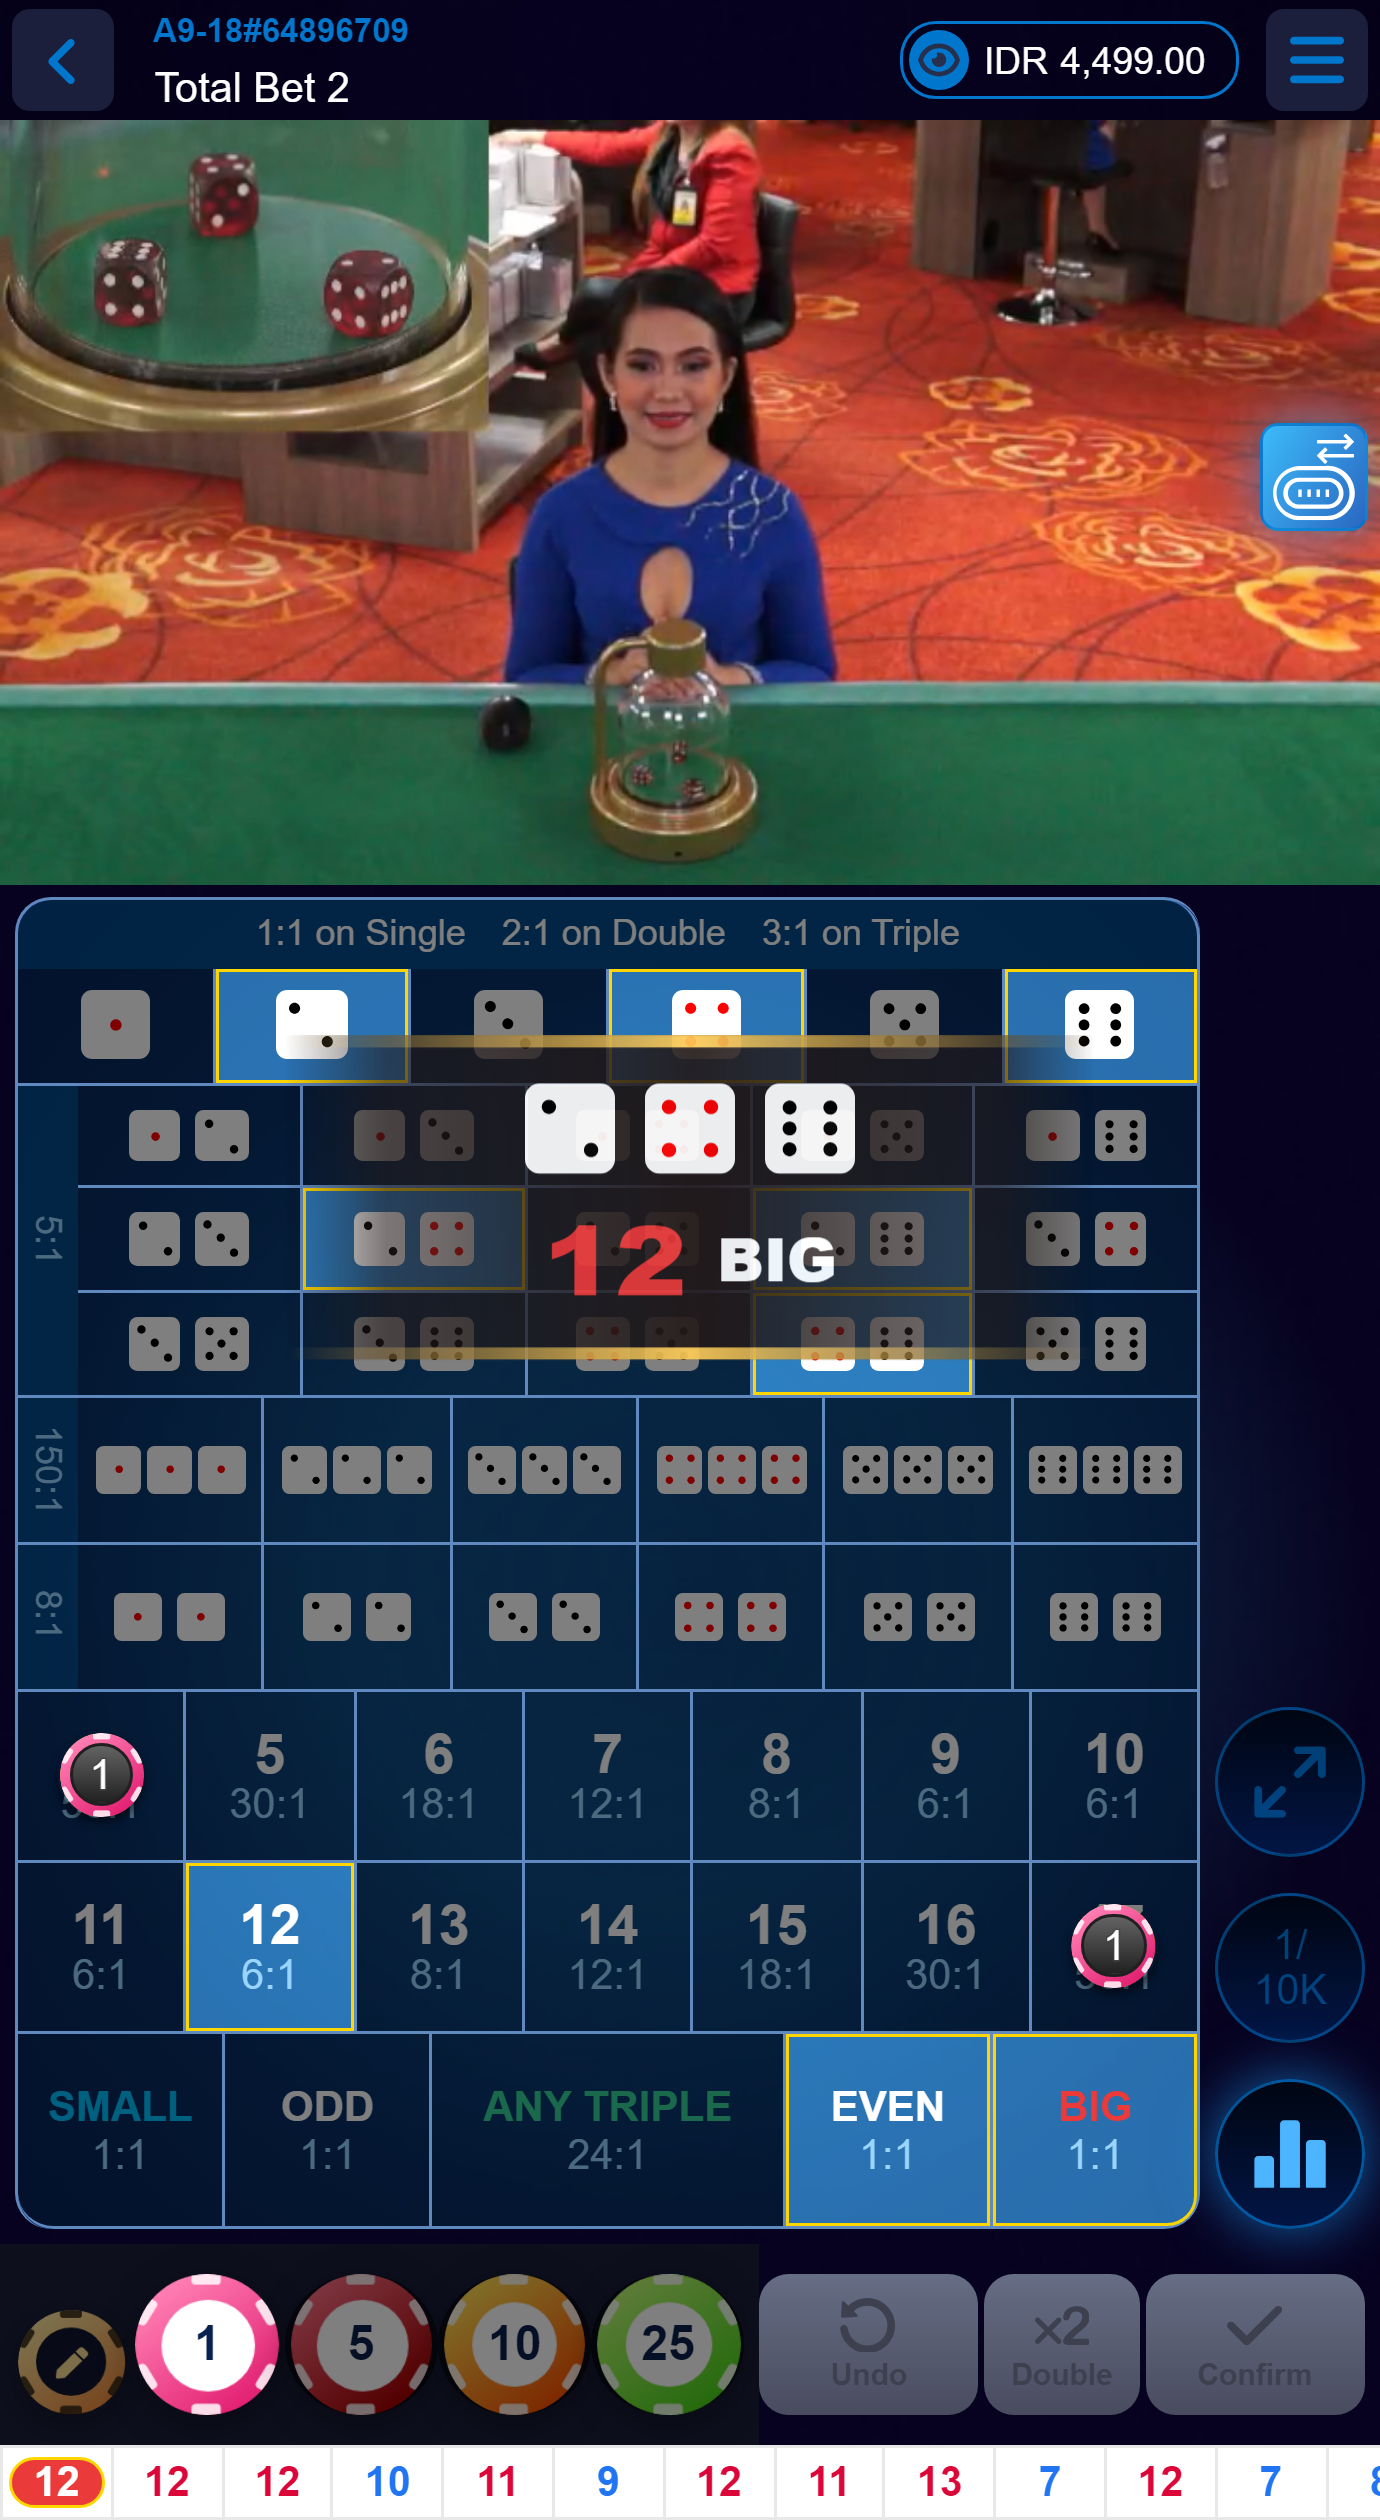 A9-18#64896709
Total Bet 2
IDR 4,499.00
1:1 on Single 2:1 on Double 3:1 on Triple
5:1
12 BIG
150:1
8:1
1
5 6 7 8 9 10
30:1 18:1 12:1 8:1 6:1 6:1
11 12 13 14 15 16
1
6:1 6:1 8:1 12:1 18:1 30:1
1/
10K
SMALL ODD ANY TRIPLE EVEN BIG
1:1 1:1 24:1 1:1 1:1
1 5 10 25
x2
Undo Double Confirm
12 12 12 10 11 9 12 11 13 7 12 7